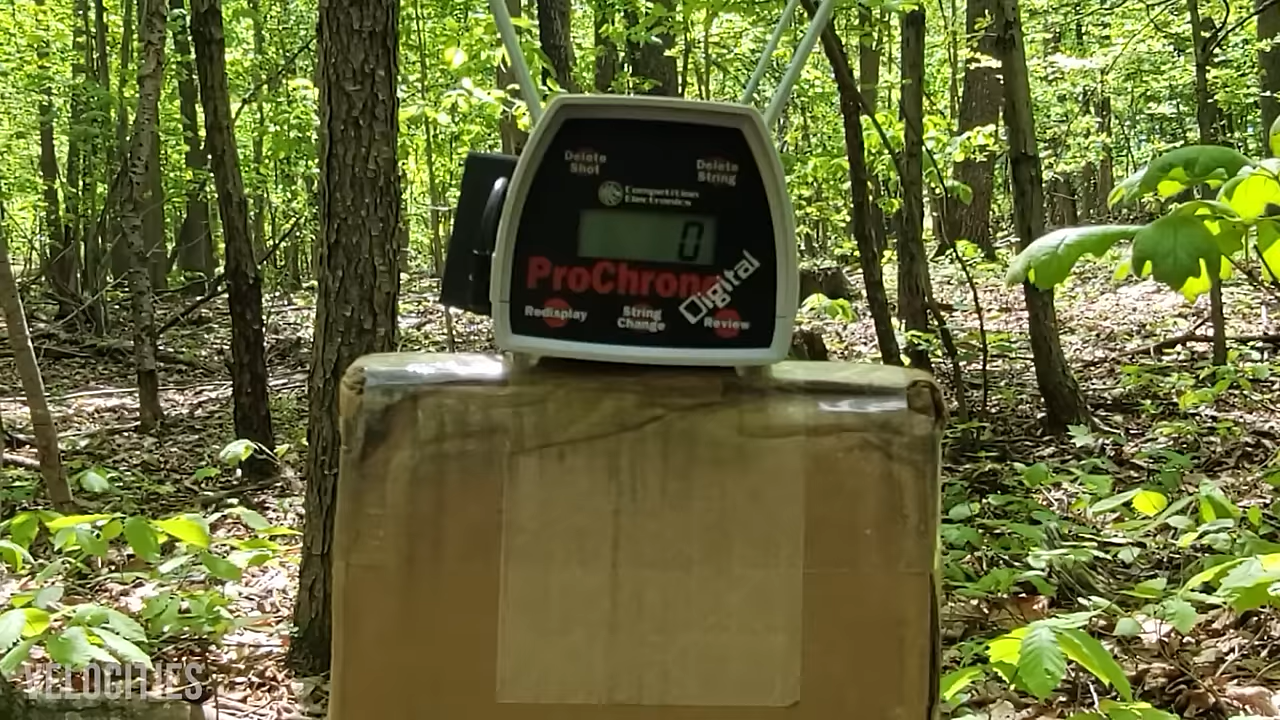 Delete
Shot
Delete
String
Competition
Electronics
0
ProChrono
Digital
Redisplay
String
Change
Review
VELOCITIES